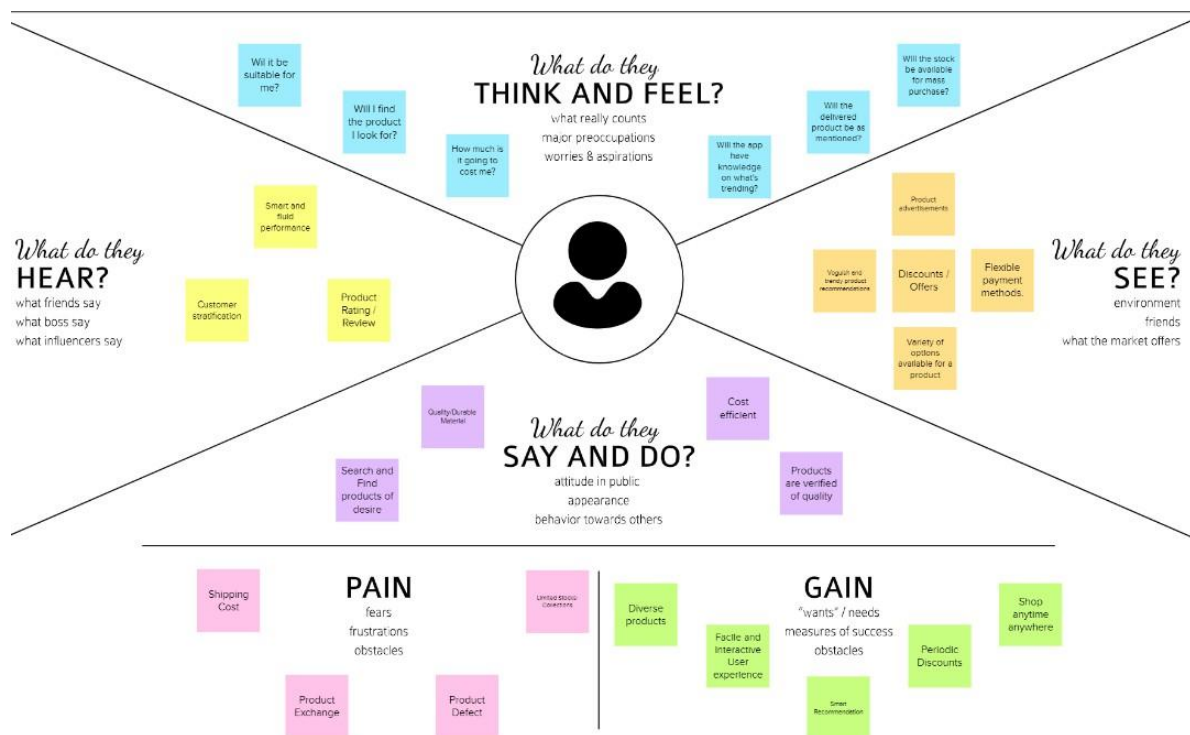 What do they
THINK AND FEEL?
what really counts
major preoccupations
worries & aspirations
Wil it be
suitable for
me?
Will I find
the product
I look for?
How much is
it going to
cost me?
Will the app
have
knowledge
on what's
trending?
Will the
delivered
product be as
mentioned?
Will the stock
be available
for mass
purchase?
What do they
HEAR?
what friends say
what boss say
what influencers say
Smart and
fluid
performance
Customer
stratification
Product
Rating /
Review
What do they
SEE?
environment
friends
what the market offers
Product
advertisements
Voguish and
trendy product
recommendations
Discounts /
Offers
Flexible
payment
methods.
Variety of
options
available for a
product
What do they
SAY AND DO?
attitude in public
appearance
behavior towards others
Quality/Durable
Material
Search and
Find
products of
desire
Cost
efficient
Products
are verified
of quality
PAIN
fears
frustrations
obstacles
Shipping
Cost
Limited Stocks/
Collections
Product
Exchange
Product
Defect
GAIN
"wants" / needs
measures of success
obstacles
Diverse
products
Facile and
Interactive
User
experience
Smart
Recommendation
Periodic
Discounts
Shop
anytime
anywhere